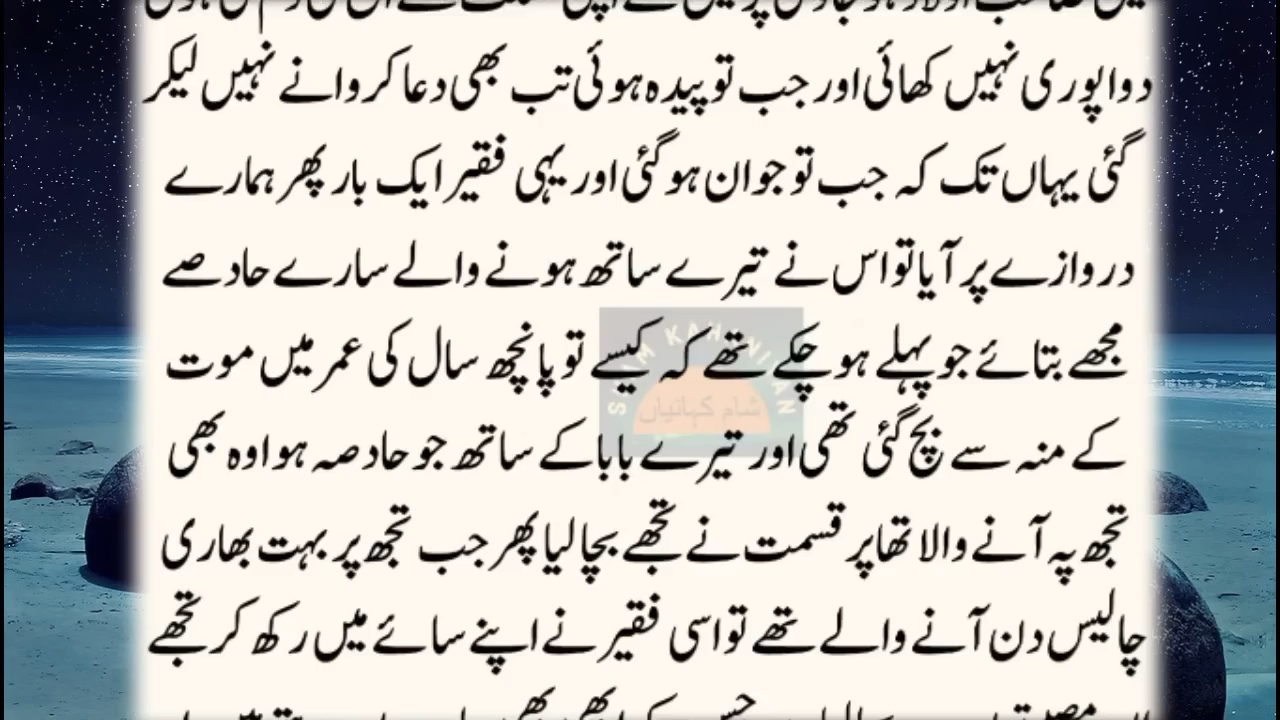 دوا پوری نہیں کھائی اور جب تو پیدہ ہوئی تب بھی دعا کروانے نہیں لیکر
گئی یہاں تک کہ جب تو جوان ہو گئی اور یہی فقیر ایک بار پھر ہمارے
دروازے پر آیا تو اس نے تیرے ساتھ ہونے والے سارے حادصے
مجھے بتائے جو پہلے ہو چکے تھے کہ کیسے تو پانچھ سال کی عمر میں موت
کے منہ سے بچ گئی تھی اور تیرے بابا کے ساتھ جو حادصہ ہوا وہ بھی
تجھ پہ آنے والا تھا پر قسمت نے تجھے بچا لیا پھر جب تجھ پر بہت بھاری
چالیس دن آنے والے تھے تو اسی فقیر نے اپنے سائے میں رکھ کر تجھے
شام کہانیاں